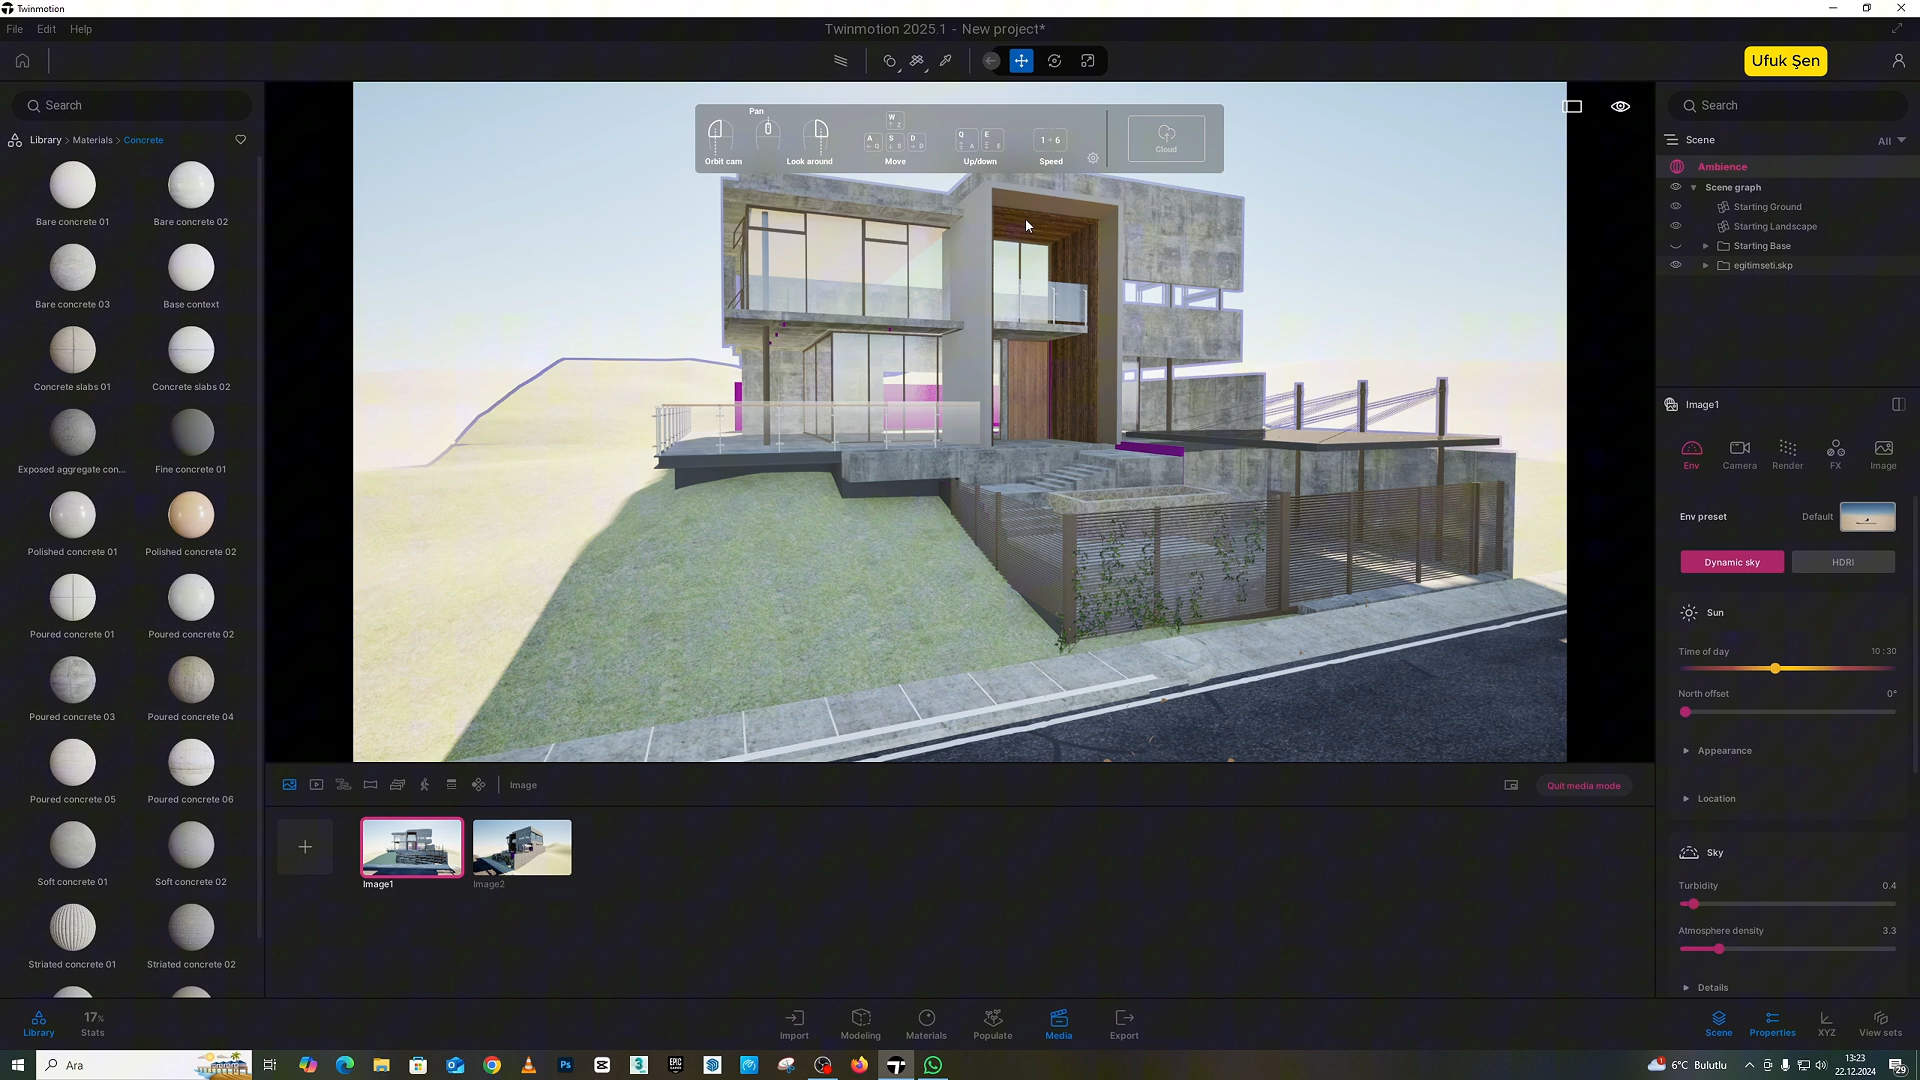 Twinmotion
File Edit Help
Twinmotion 2025.1 - New project*
Ufuk Şen
Search
Library > Materials > Concrete
Bare concrete 01
Bare concrete 02
Bare concrete 03
Base context
Concrete slabs 01
Concrete slabs 02
Exposed aggregate con...
Fine concrete 01
Polished concrete 01
Polished concrete 02
Poured concrete 01
Poured concrete 02
Poured concrete 03
Poured concrete 04
Poured concrete 05
Poured concrete 06
Soft concrete 01
Soft concrete 02
Striated concrete 01
Striated concrete 02
Pan
Orbit cam
Look around
W
A S D
Move
Q E
Up/down
1 → 6
Speed
Cloud
Search
Scene
All
Ambience
Scene graph
Starting Ground
Starting Landscape
Starting Base
egitimseti.skp
Image1
Env Camera Render FX Image
Env preset
Default
Dynamic sky
HDRI
Sun
Time of day
10:30
North offset
0°
Appearance
Location
Sky
Turbidity
0.4
Atmosphere density
3.3
Details
Image
Quit media mode
Image1
Image2
Library
17%
Stats
Import Modeling Materials Populate Media Export
Scene Properties XYZ View sets
Ara
Ps
3
EPIC GAMES
1
6°C Bulutlu
13:23
22.12.2024
29